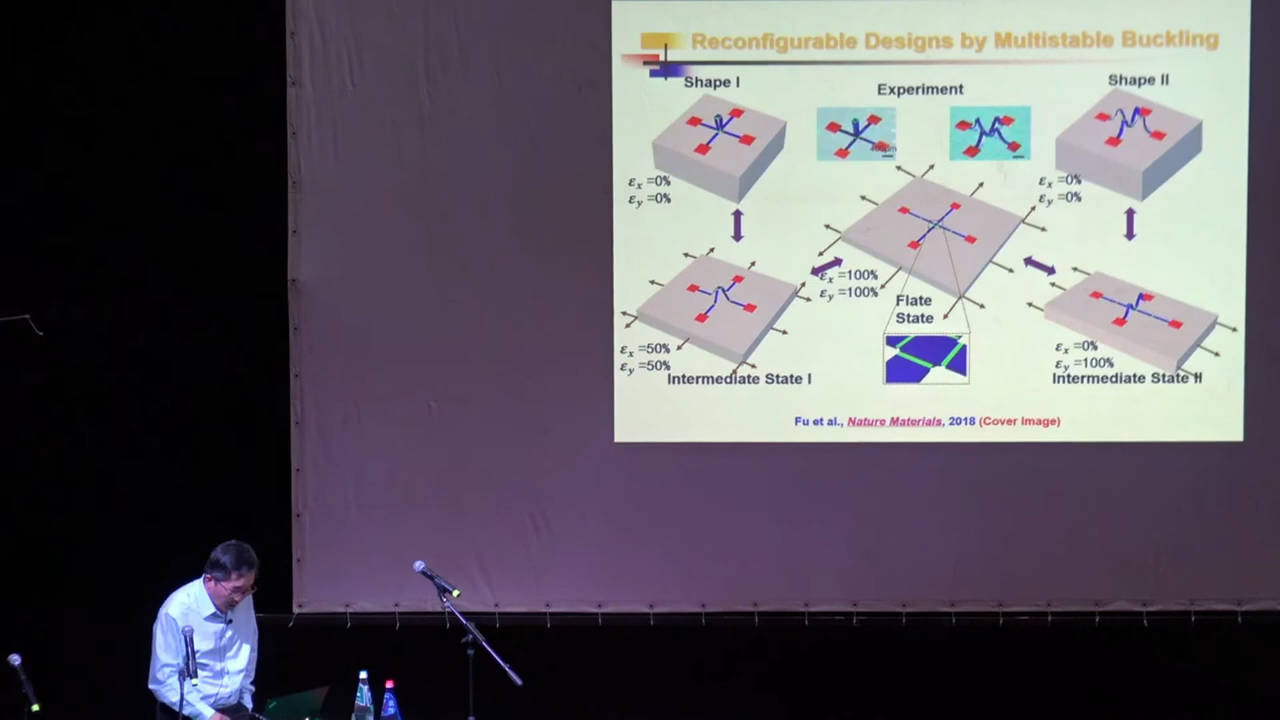 Reconfigurable Designs by Multistable Buckling
Shape I
Experiment
Shape II
400μm
εx =0%
εy =0%
εx =0%
εy =0%
εx =100%
εy =100%
Flate
State
εx =50%
εy =50%
Intermediate State I
εx =0%
εy =100%
Intermediate State II
Fu et al., Nature Materials, 2018 (Cover Image)